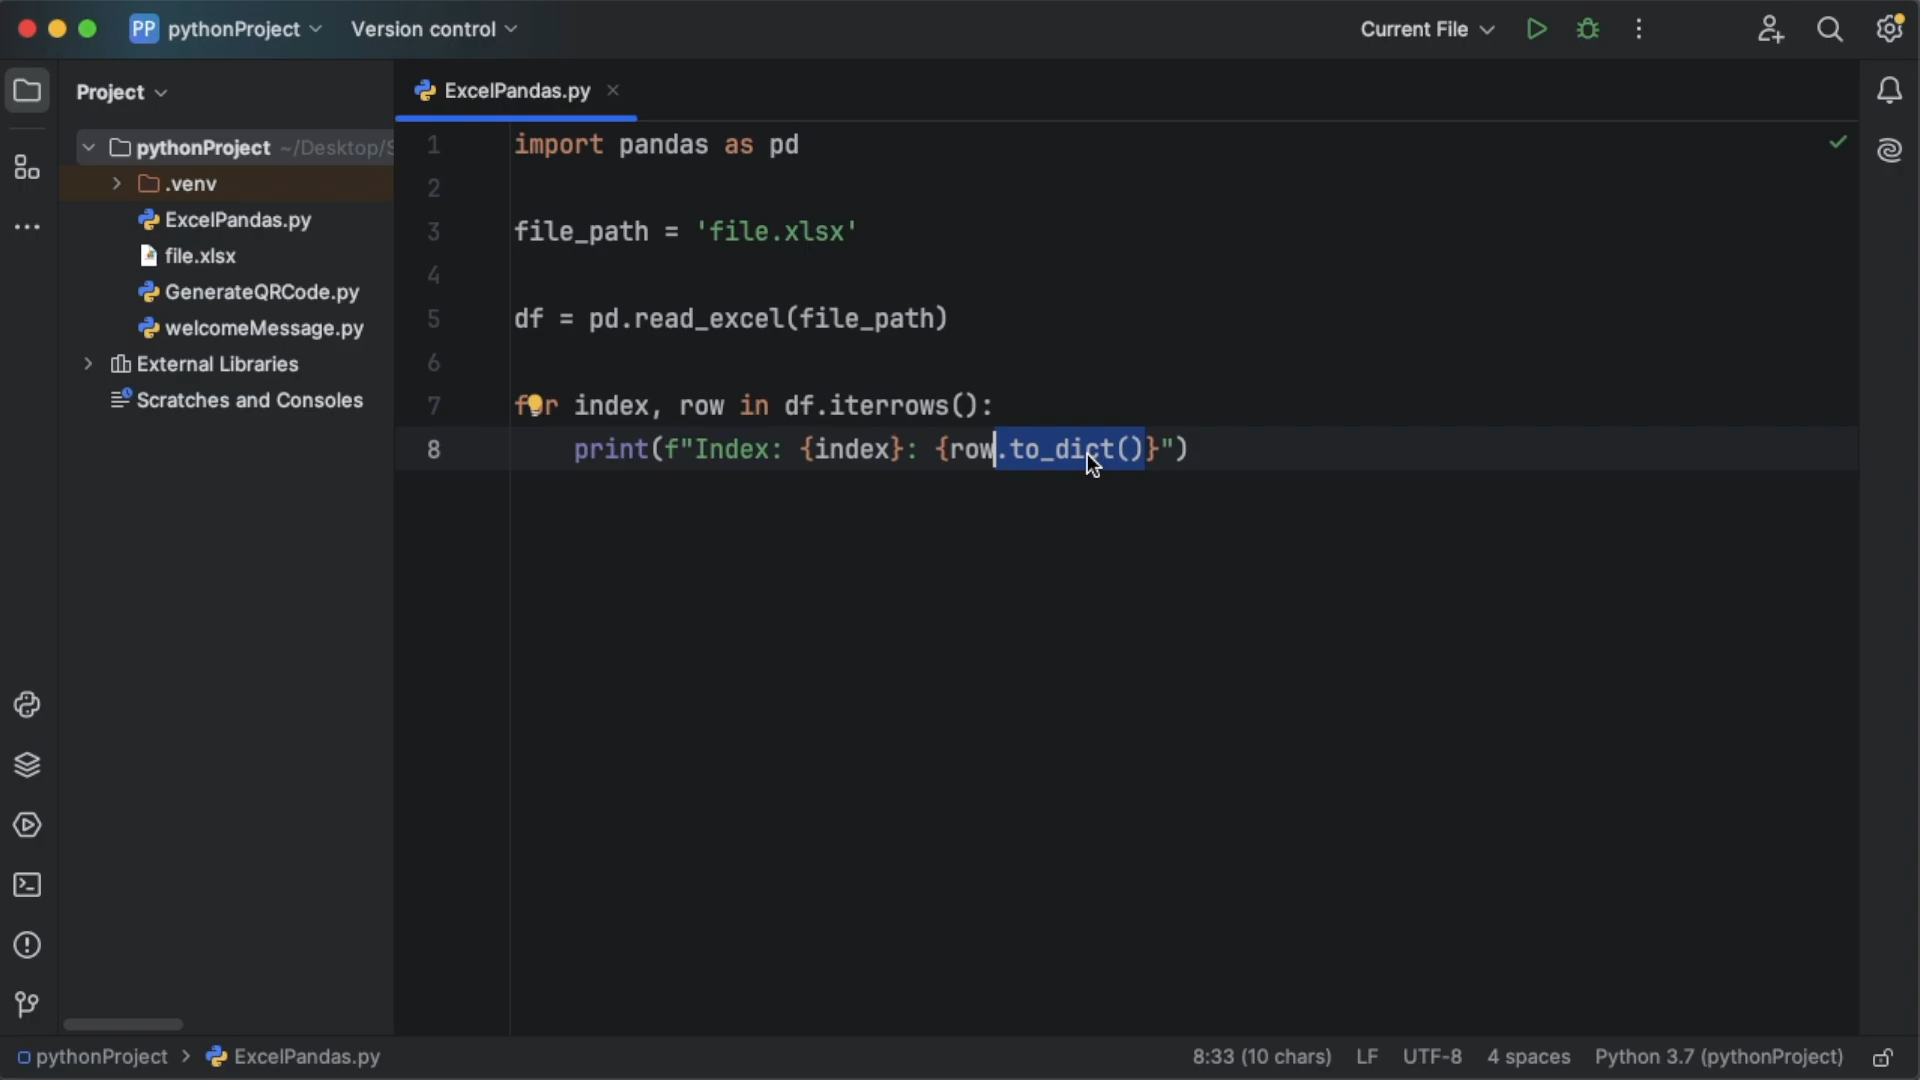 PP pythonProject Version control Current File
Project
ExcelPandas.py
pythonProject ~/Desktop/S
.venv
ExcelPandas.py
file.xlsx
GenerateQRCode.py
welcomeMessage.py
External Libraries
Scratches and Consoles
1 import pandas as pd
2
3 file_path = 'file.xlsx'
4
5 df = pd.read_excel(file_path)
6
7 for index, row in df.iterrows():
8 print(f"Index: {index}: {row.to_dict()}")
pythonProject > ExcelPandas.py 8:33 (10 chars) LF UTF-8 4 spaces Python 3.7 (pythonProject)